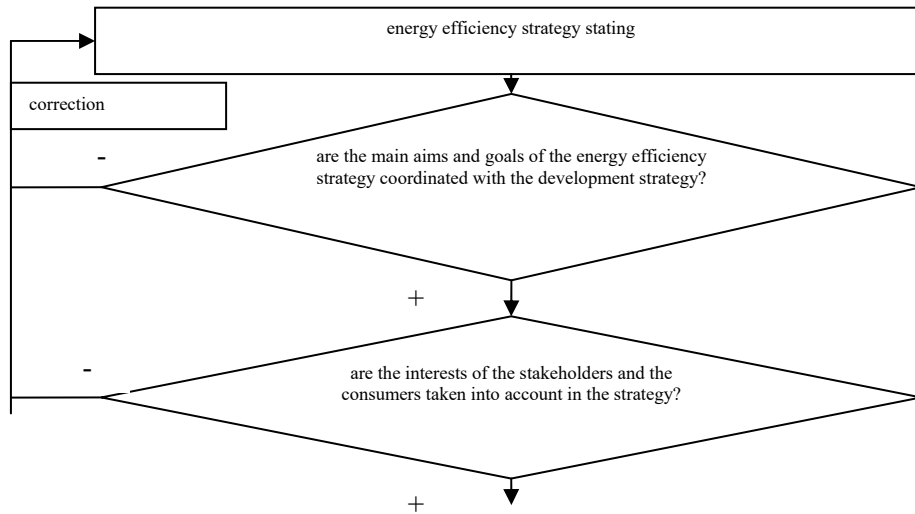 energy efficiency strategy stating
correction
-
are the main aims and goals of the energy efficiency
strategy coordinated with the development strategy?
+
-
are the interests of the stakeholders and the
consumers taken into account in the strategy?
+